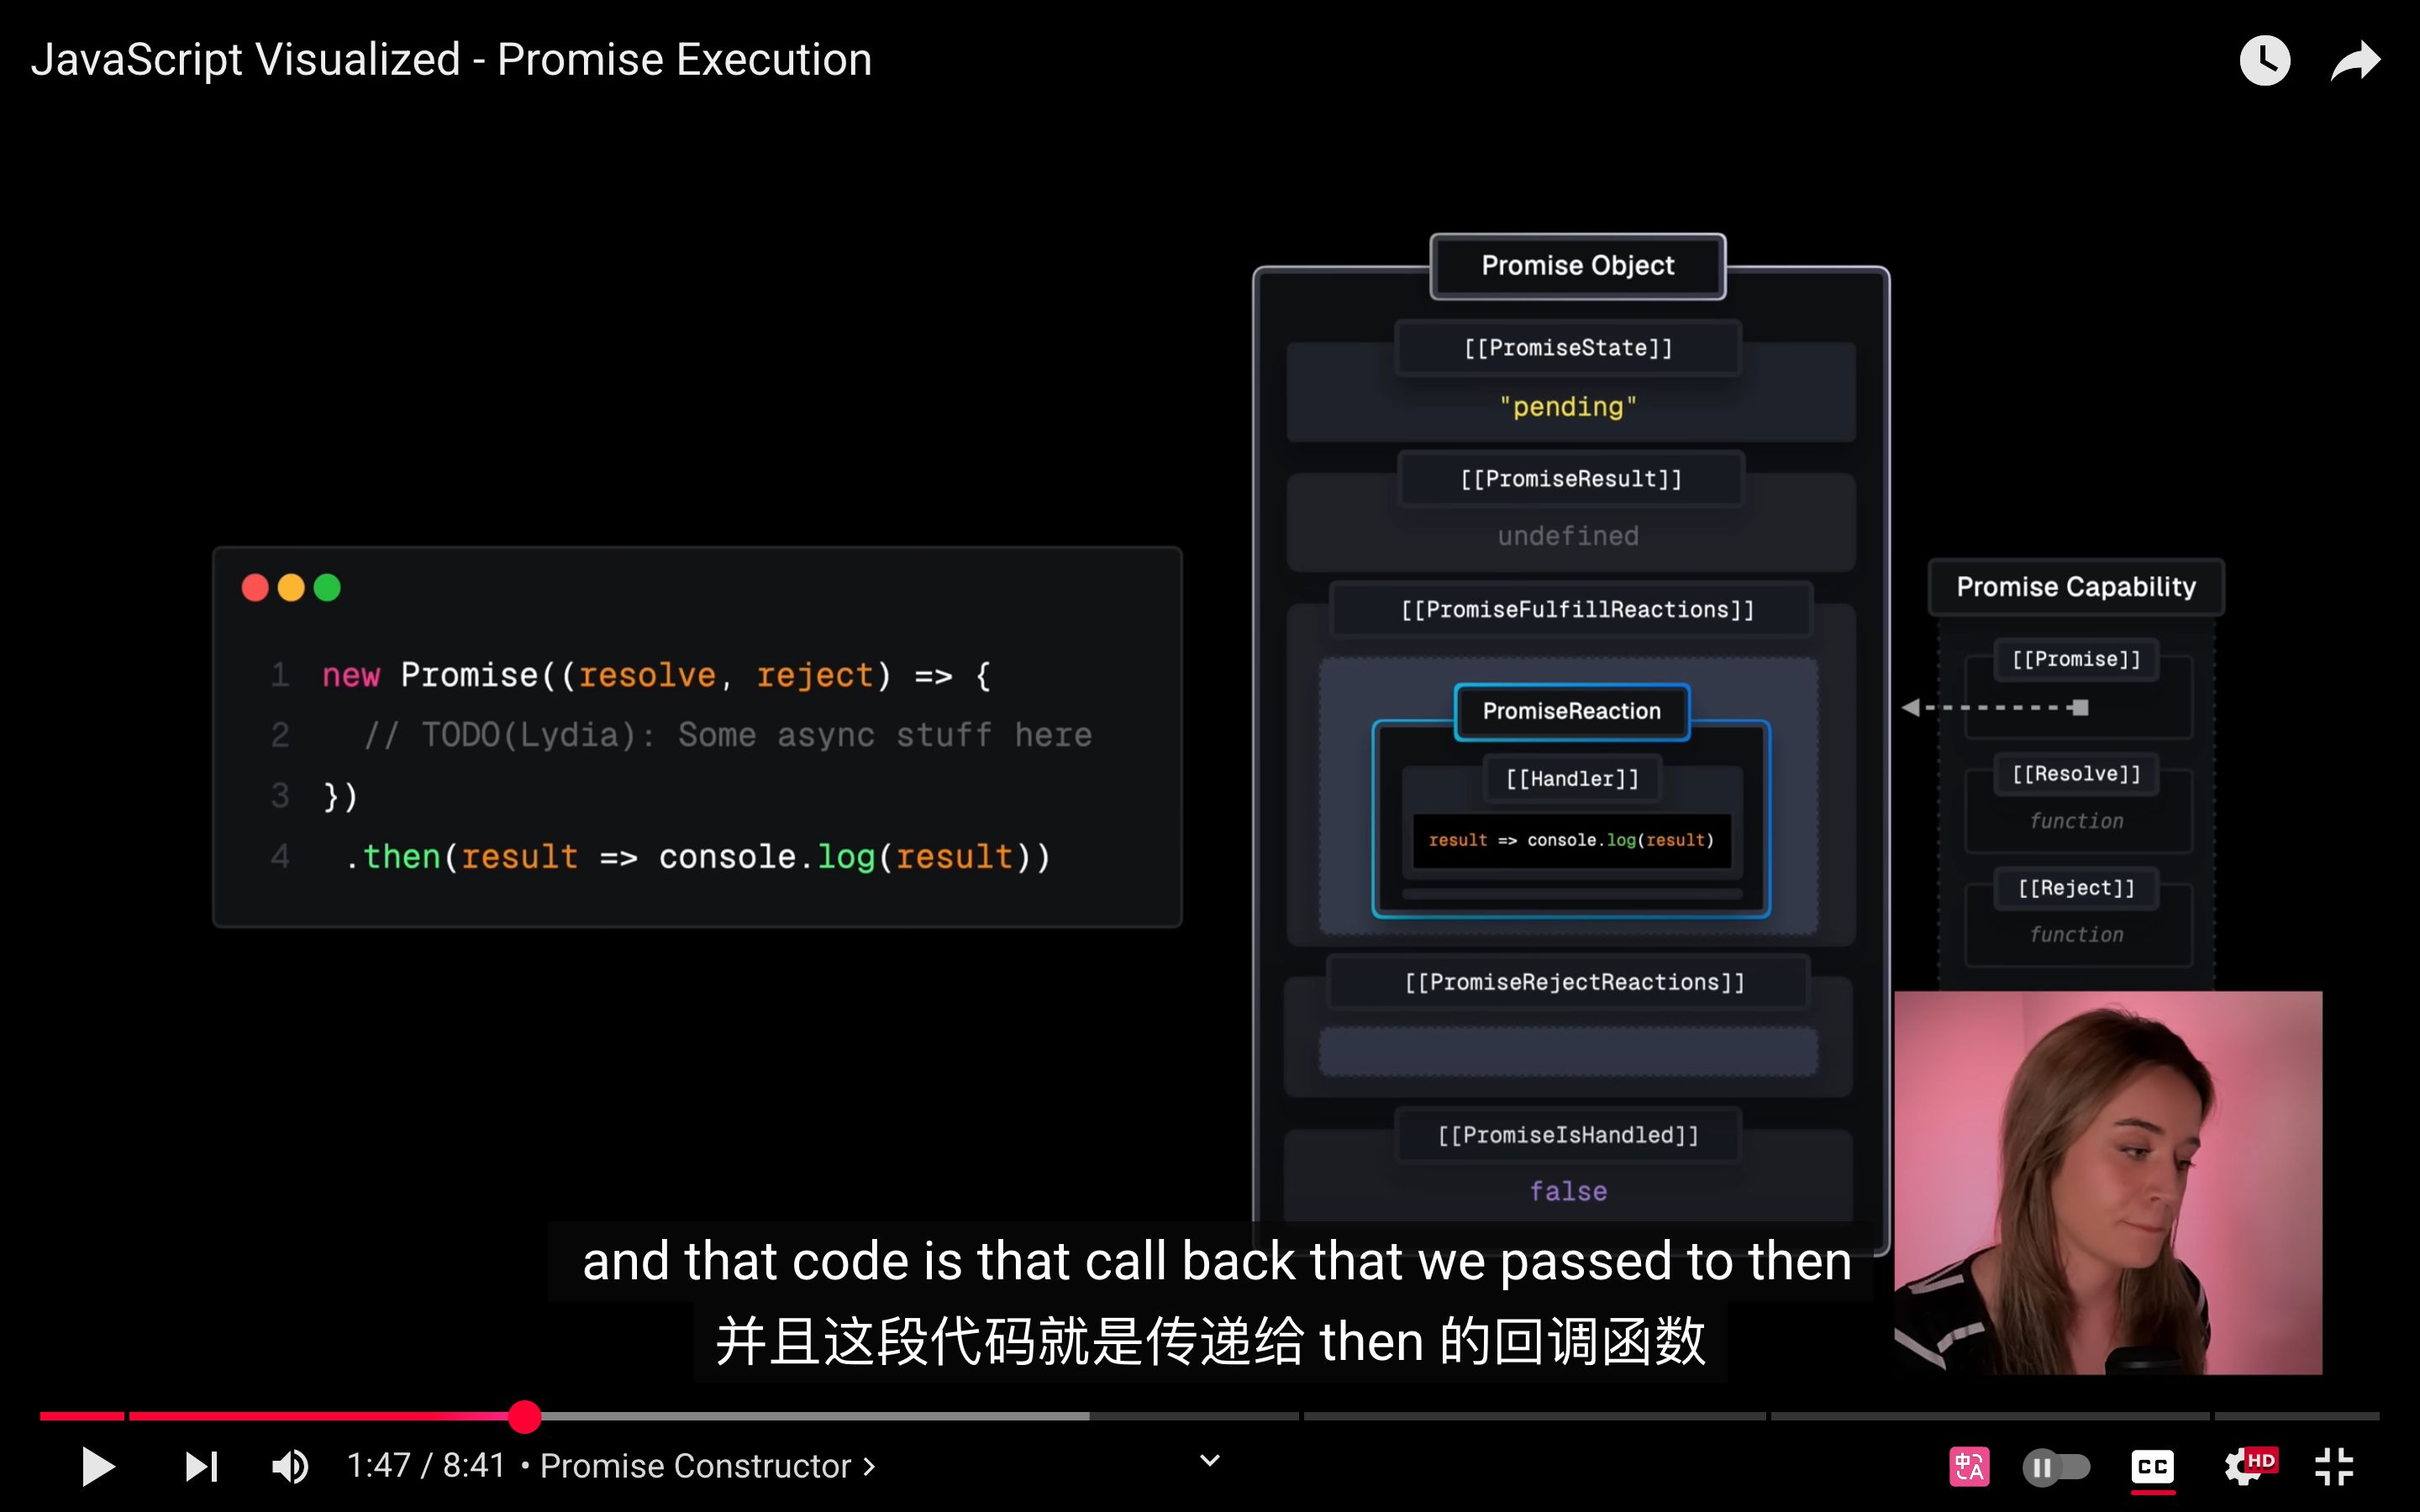 JavaScript Visualized - Promise Execution
1 new Promise((resolve, reject) => {
2 // TODO(Lydia): Some async stuff here
3 })
4 .then(result => console.log(result))
Promise Object
[[PromiseState]]
"pending"
[[PromiseResult]]
undefined
[[PromiseFulfillReactions]]
PromiseReaction
[[Handler]]
result => console.log(result)
[[PromiseRejectReactions]]
[[PromiseIsHandled]]
false
Promise Capability
[[Promise]]
[[Resolve]]
function
[[Reject]]
function
and that code is that call back that we passed to then
并且这段代码就是传递给 then 的回调函数
1:47 / 8:41 • Promise Constructor >
中A
CC
HD